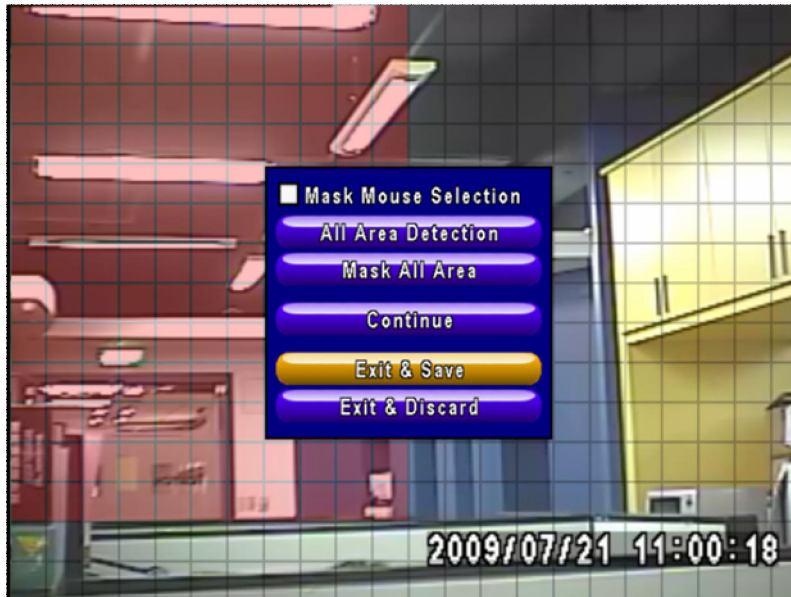 Mask Mouse Selection
All Area Detection
Mask All Area
Continue
Exit & Save
Exit & Discard
2009/07/21 11:00:18